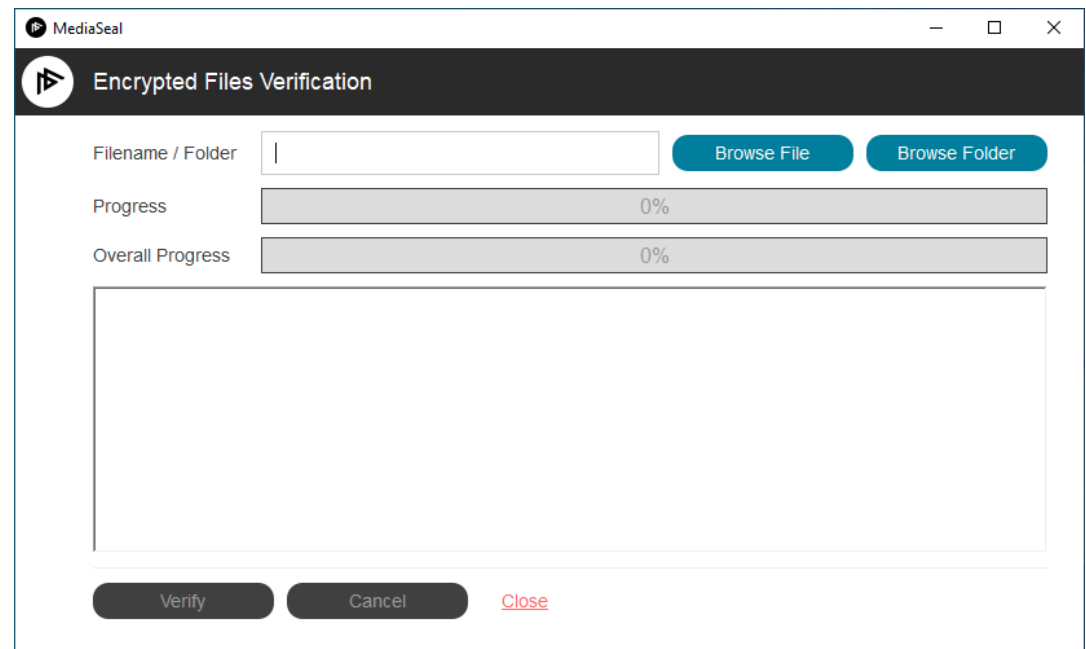 MediaSeal
Encrypted Files Verification
Filename / Folder Browse File Browse Folder
Progress 0%
Overall Progress 0%
Verify Cancel Close